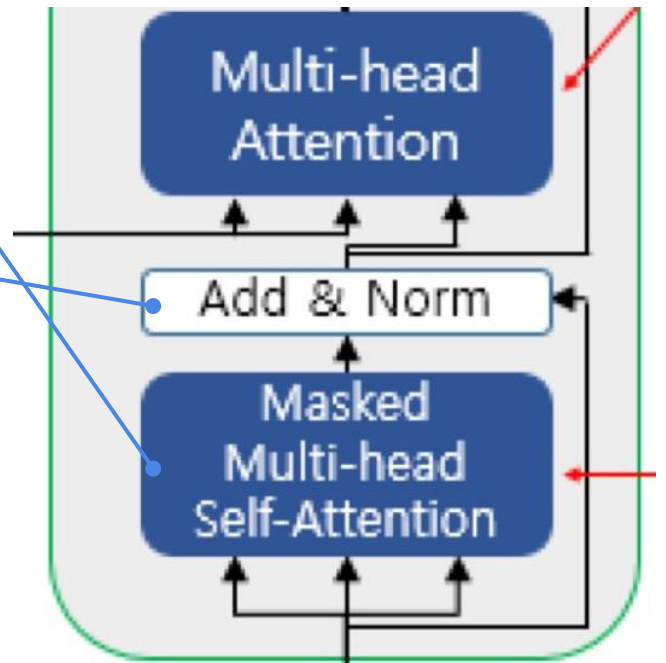 Multi-head
Attention
Add & Norm
Masked
Multi-head
Self-Attention